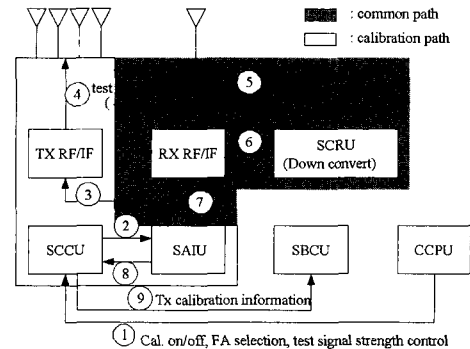 : common path
: calibration path
5
4
test
(
TX RF/IF
RX RF/IF
6
SCRU
(Down convert)
3
7
2
SCCU
SAIU
SBCU
CCPU
8
9 Tx calibration information
1 Cal. on/off, FA selection, test signal strength control